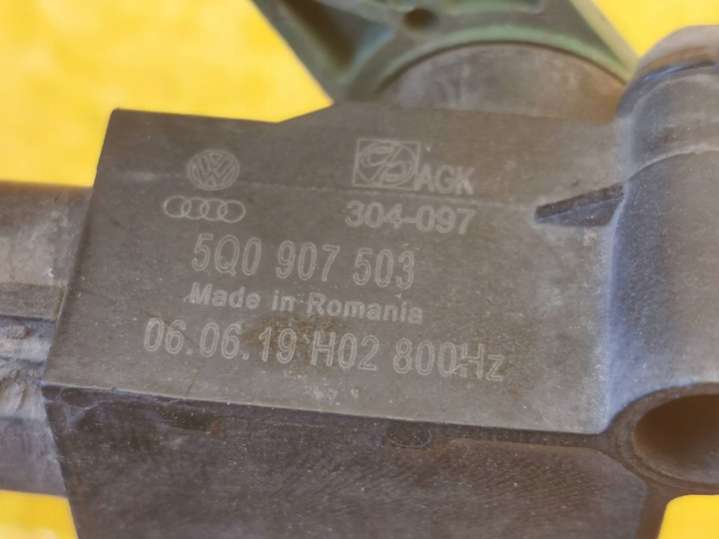 AGK
304-097
5Q0 907 503
Made in Romania
06.06.19 H02 800Hz